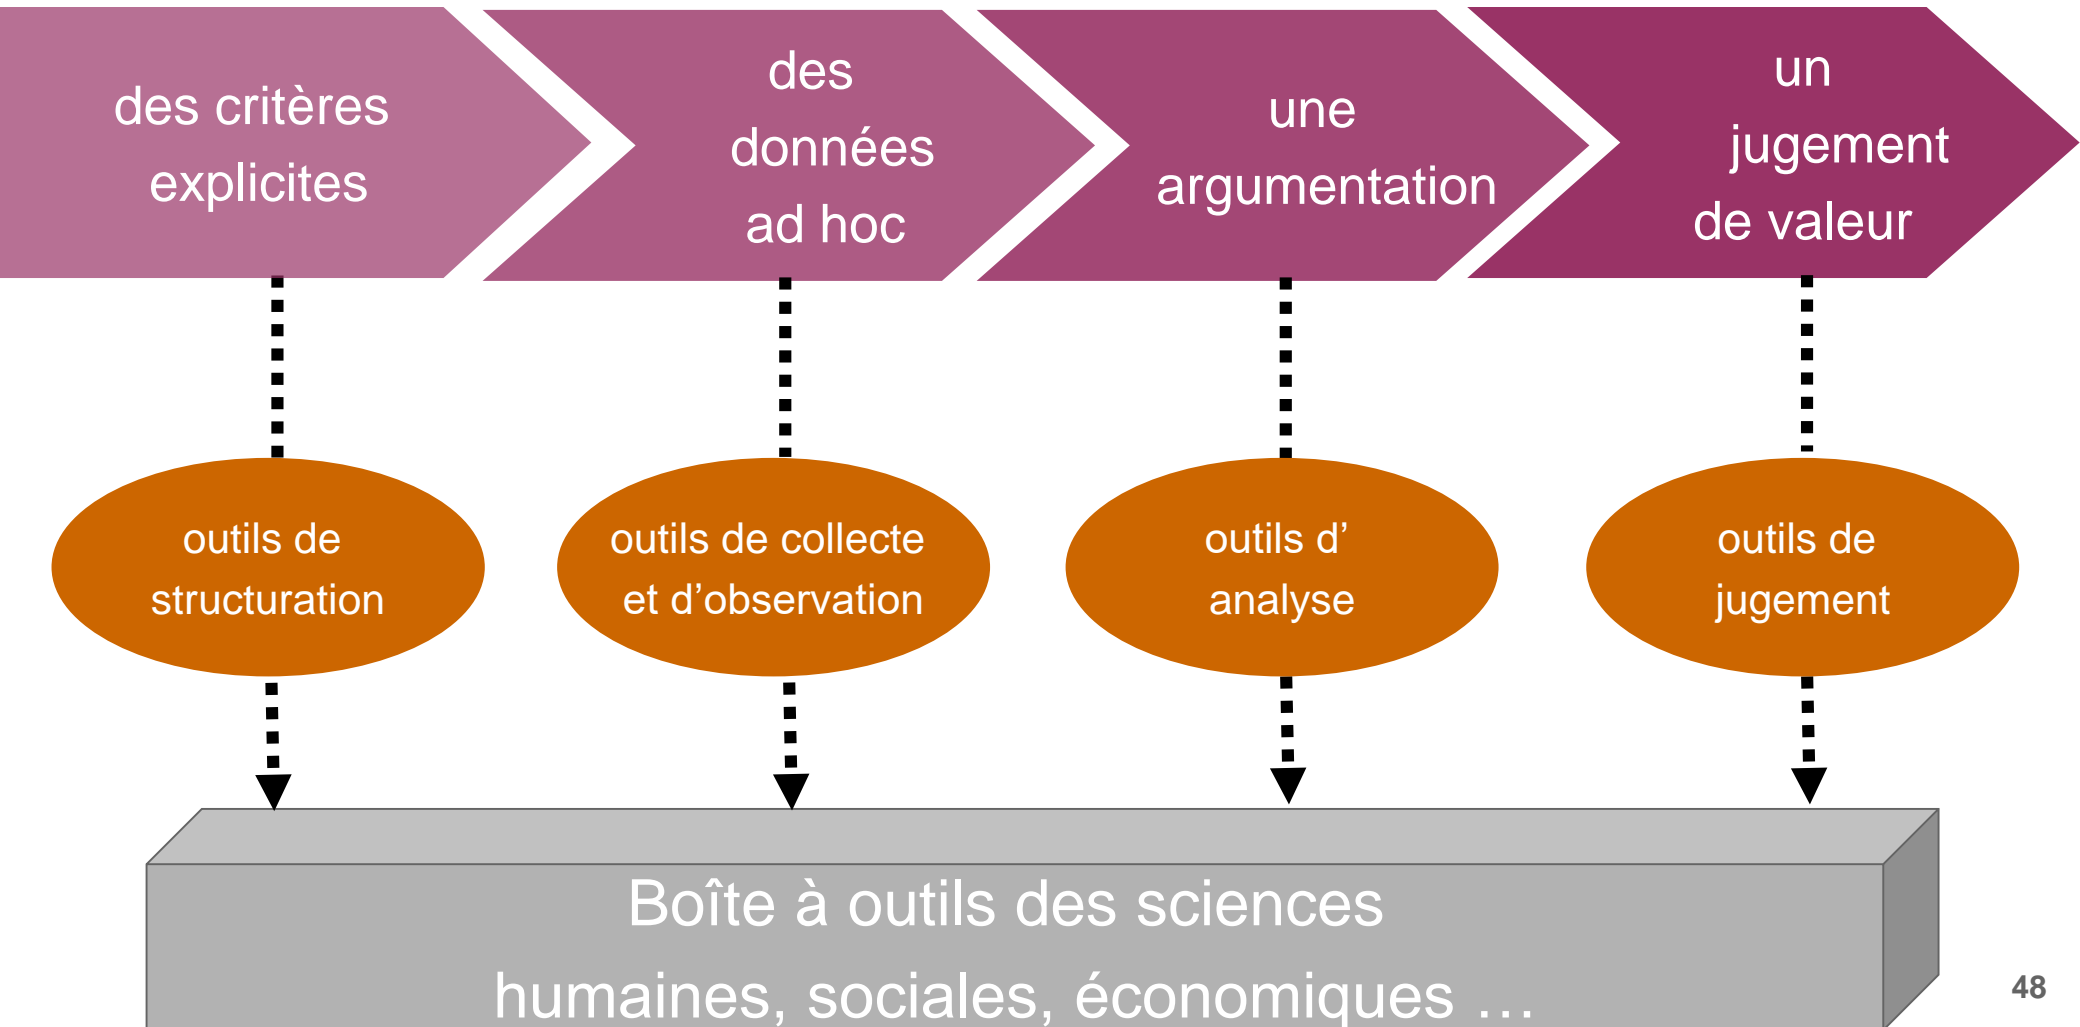 des critères
explicites
des
données
ad hoc
une
argumentation
un
jugement
de valeur
outils de
structuration
outils de collecte
et d’observation
outils d’
analyse
outils de
jugement
Boîte à outils des sciences
humaines, sociales, économiques …
48